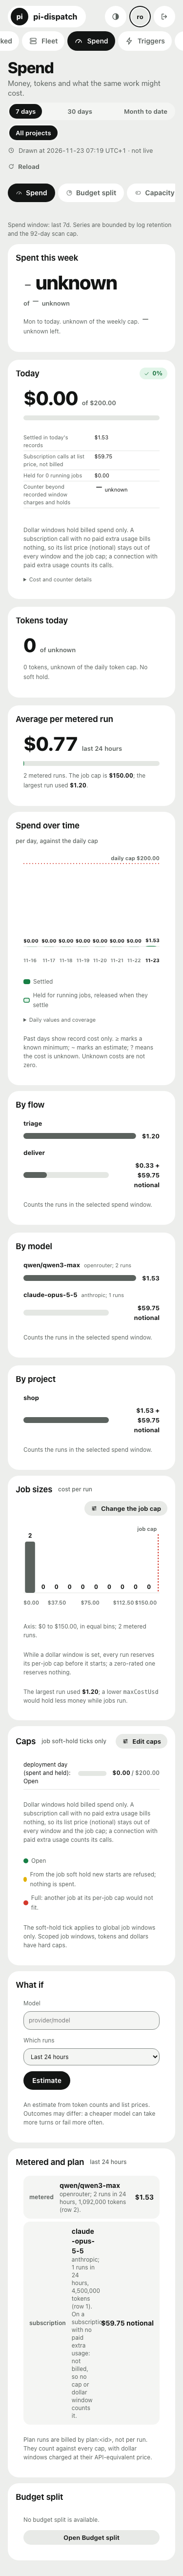 pi pi-dispatch ro
ked Fleet Spend Triggers
Spend
Money, tokens and what the same work might
cost.
7 days 30 days Month to date
All projects
Drawn at 2026-11-23 07:19 UTC+1 · not live
Reload
Spend Budget split Capacity
Spend window: last 7d. Series are bounded by log retention
and the 92-day scan cap.
Spent this week
— unknown
of — unknown
Mon to today. unknown of the weekly cap. —
unknown left.
Today ✓ 0%
$0.00 of $200.00
Settled in today's
records
$1.53
Subscription calls at list
price, not billed
$59.75
Held for 0 running jobs $0.00
Counter beyond
recorded window
charges and holds
— unknown
Dollar windows hold billed spend only. A
subscription call with no paid extra usage bills
nothing, so its list price (notional) stays out of
every dollar window and the job cap; a connection
with paid extra usage counts its calls.
▸ Cost and counter details
Tokens today
0 of unknown
0 tokens, unknown of the daily token cap. No
soft hold.
Average per metered run
$0.77 last 24 hours
2 metered runs. The job cap is $150.00; the
largest run used $1.20.
Spend over time
per day, against the daily cap
daily cap $200.00
$0.00 $0.00 $0.00 $0.00 $0.00 $0.00 $0.00 $1.53
11-16 11-17 11-18 11-19 11-20 11-21 11-22 11-23
Settled
Held for running jobs, released when they
settle
▸ Daily values and coverage
Past days show record cost only. ≥ marks a
known minimum; ~ marks an estimate; ? means
the cost is unknown. Unknown costs are not
zero.
By flow
triage
$1.20
deliver
$0.33 +
$59.75
notional
Counts the runs in the selected spend window.
By model
qwen/qwen3-max openrouter; 2 runs
$1.53
claude-opus-5-5 anthropic; 1 runs
$59.75
notional
Counts the runs in the selected spend window.
By project
shop
$1.53 +
$59.75
notional
Counts the runs in the selected spend window.
Job sizes cost per run
Change the job cap
job cap
2 0 0 0 0 0 0 0 0 0
$0.00 $37.50 $75.00 $112.50 $150.00
Axis: $0 to $150.00, in equal bins; 2 metered
runs.
While a dollar window is set, every run reserves
its per-job cap before it starts; a zero-rated one
reserves nothing.
The largest run used $1.20; a lower maxCostUsd
would hold less money while jobs run.
Caps job soft-hold ticks only Edit caps
deployment day
(spent and held):
Open
$0.00 / $200.00
Dollar windows hold billed spend only. A
subscription call with no paid extra usage bills
nothing, so its list price (notional) stays out of
every dollar window and the job cap; a connection
with paid extra usage counts its calls.
Open
From the job soft hold new starts are refused;
nothing is spent.
Full: another job at its per-job cap would not
fit.
The soft-hold tick applies to global job windows
only. Scoped job windows, tokens and dollars
have hard caps.
What if
Model
provider/model
Which runs
Last 24 hours
Estimate
An estimate from token counts and list prices.
Outcomes may differ: a cheaper model can take
more turns or fail more often.
Metered and plan last 24 hours
metered
qwen/qwen3-max
openrouter; 2 runs in 24
hours, 1,092,000 tokens
(row 2).
$1.53
subscription
claude
-opus-
5-5
anthropic;
1 runs in
24
hours,
4,500,000
tokens
(row 1).
On a
subscription
with no
paid
extra
usage:
not
billed,
so no
cap or
dollar
window
counts
it.
$59.75 notional
Plan runs are billed by plan:<id>, not per run.
They count against every cap, with dollar
windows charged at their API-equivalent price.
Budget split
No budget split is available.
Open Budget split